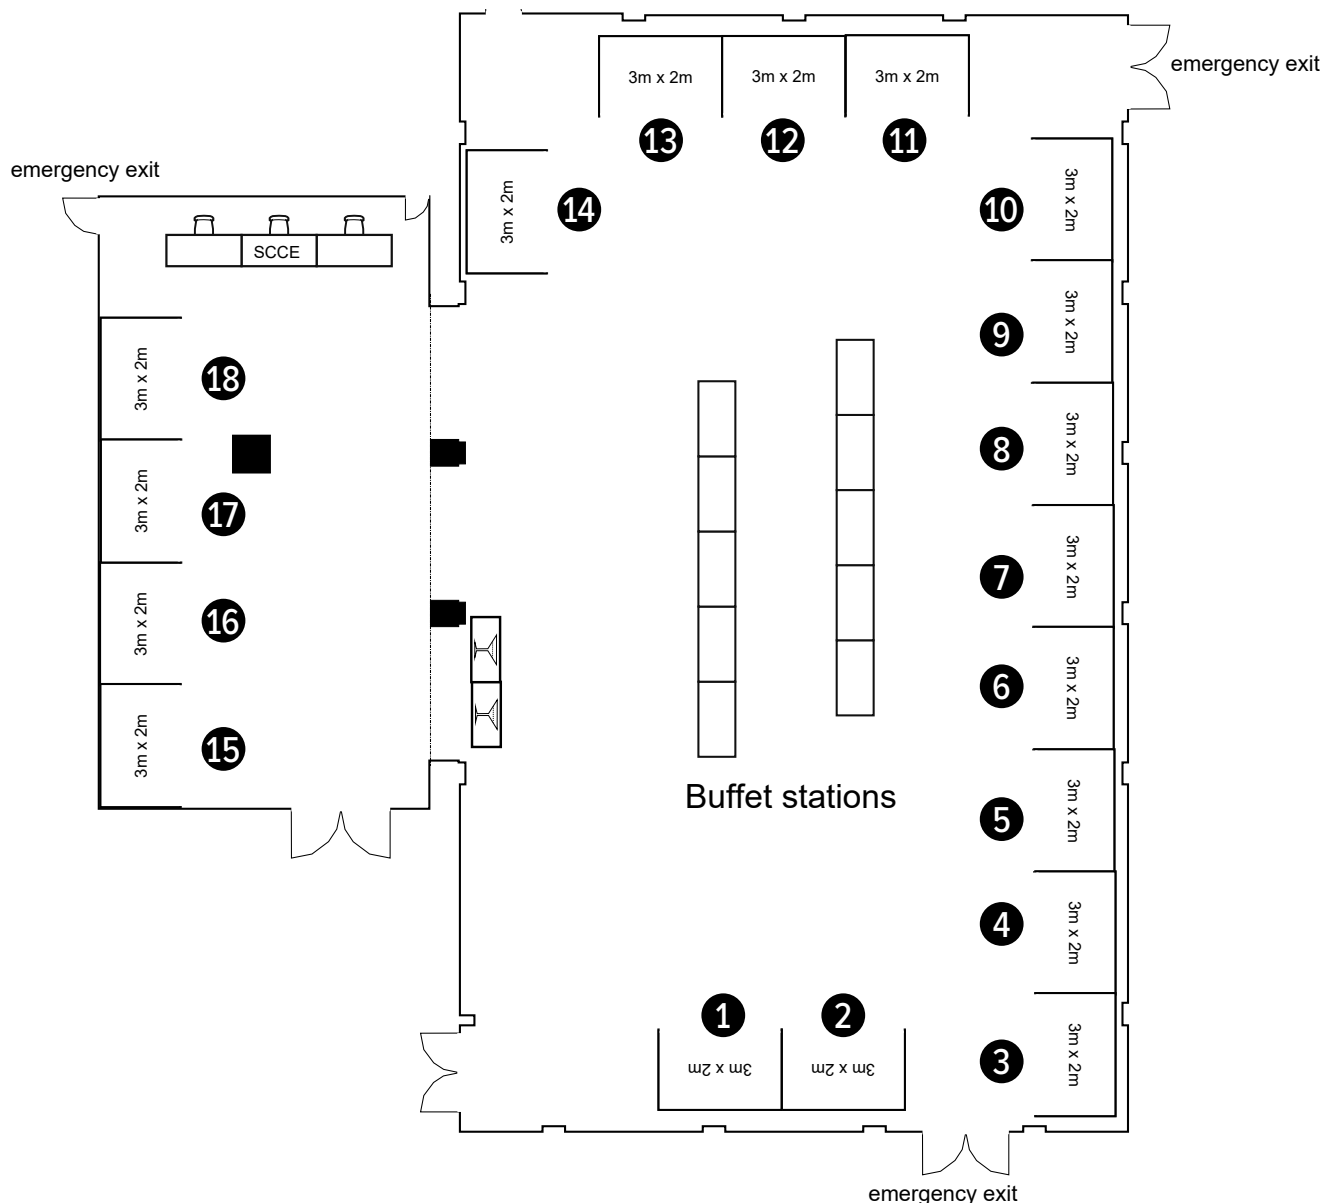 3m x 2m
3m x 2m
3m x 2m
emergency exit
13
12
11
emergency exit
3m x 2m
14
10
3m x 2m
SCCE
9
3m x 2m
3m x 2m
18
8
3m x 2m
3m x 2m
17
7
3m x 2m
3m x 2m
16
6
3m x 2m
3m x 2m
15
Buffet stations
5
3m x 2m
4
3m x 2m
1
2
3m x 2m
3m x 2m
3
3m x 2m
emergency exit